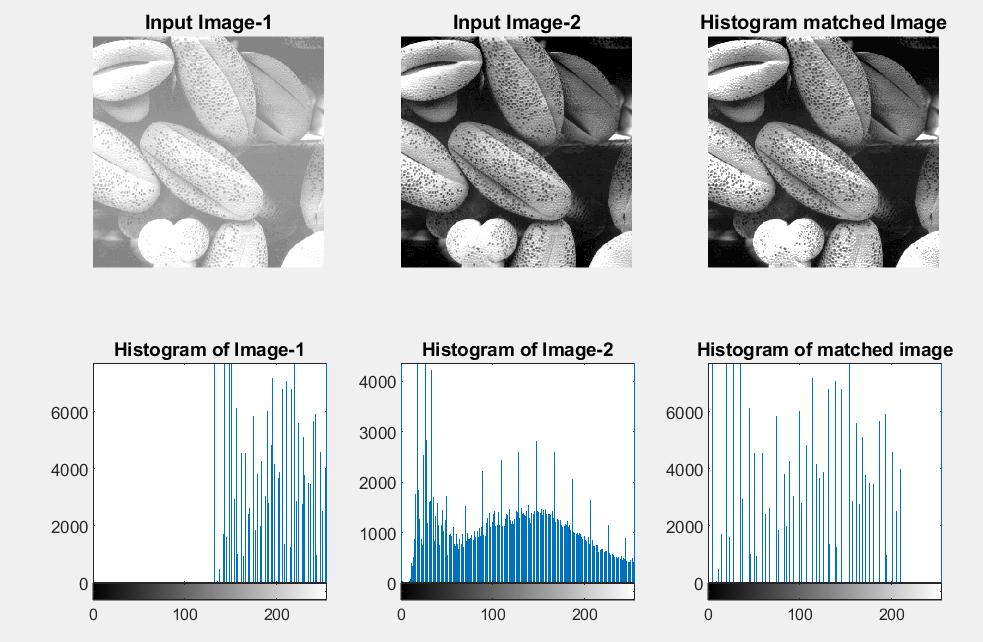 Input Image-1
Input Image-2
Histogram matched Image
Histogram of Image-1
Histogram of Image-2
Histogram of matched image
6000
4000
2000
0
0 100 200
4000
3000
2000
1000
0
0 100 200
6000
4000
2000
0
0 100 200